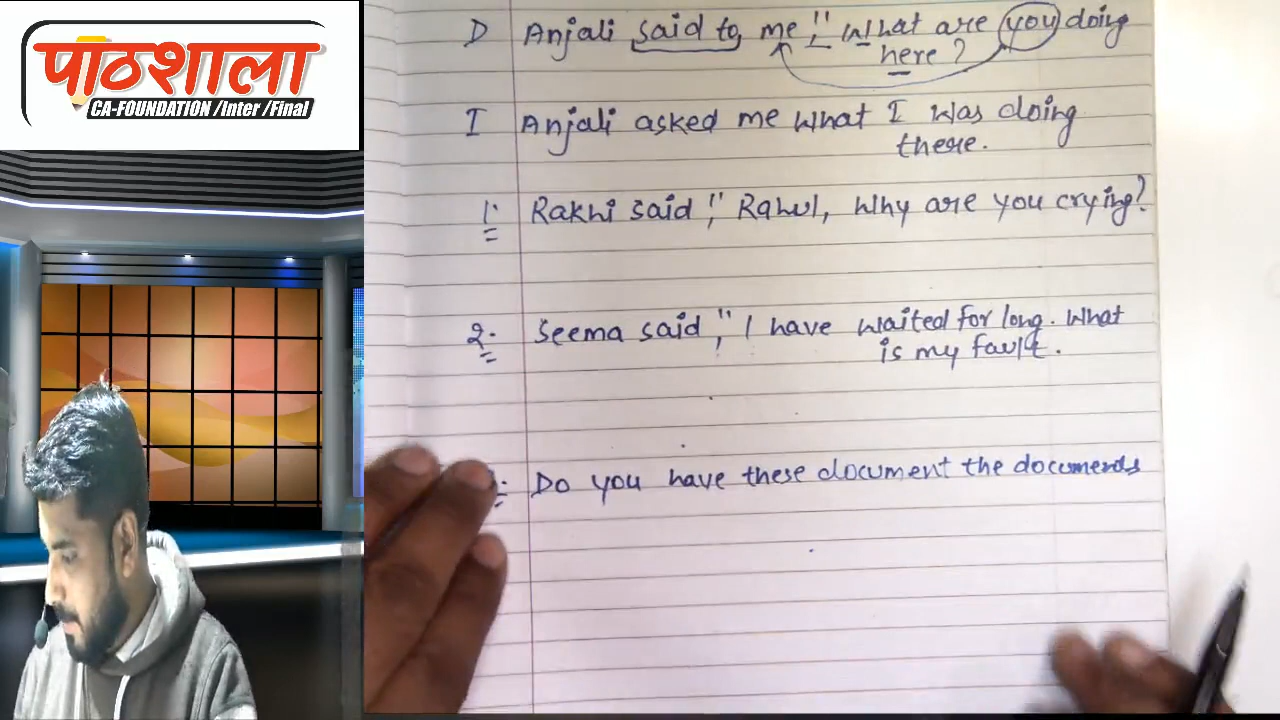 पाठशाला
CA-FOUNDATION /Inter /Final
D Anjali said to me," What are you doing
here ?
I Anjali asked me what I was doing
there.
1. Rakhi said ," Rahul, Why are you crying?
2. Seema said ," I have waited for long. What
is my fault.
Do you have these document the documends